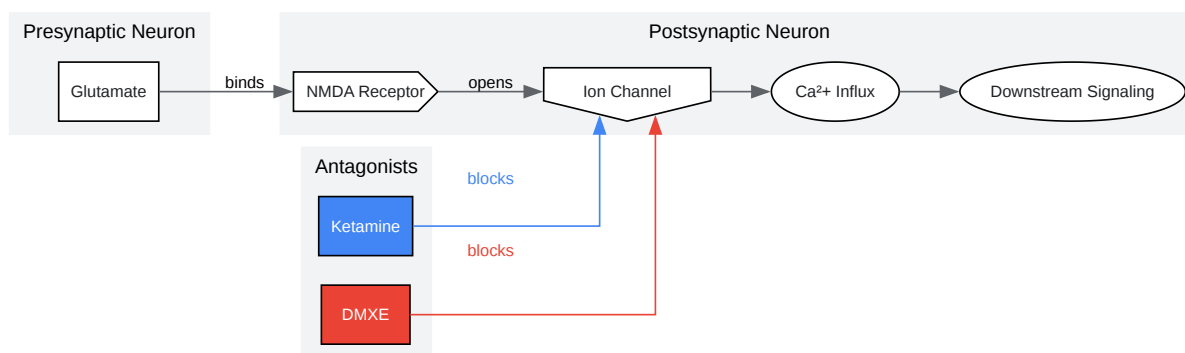 Presynaptic Neuron
Postsynaptic Neuron
Glutamate
binds
NMDA Receptor
opens
Ion Channel
Ca²+ Influx
Downstream Signaling
Antagonists
blocks
Ketamine
blocks
DMXE